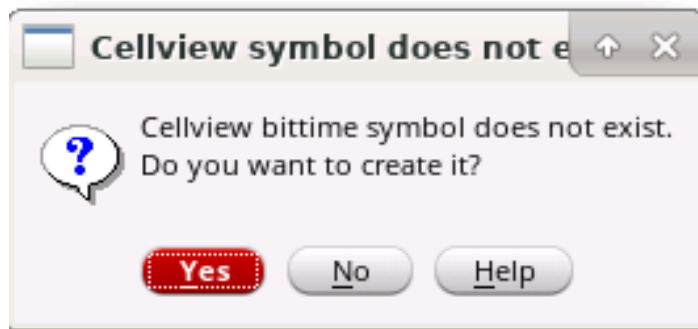 Cellview symbol does not e
Cellview bittime symbol does not exist.
Do you want to create it?
Yes No Help